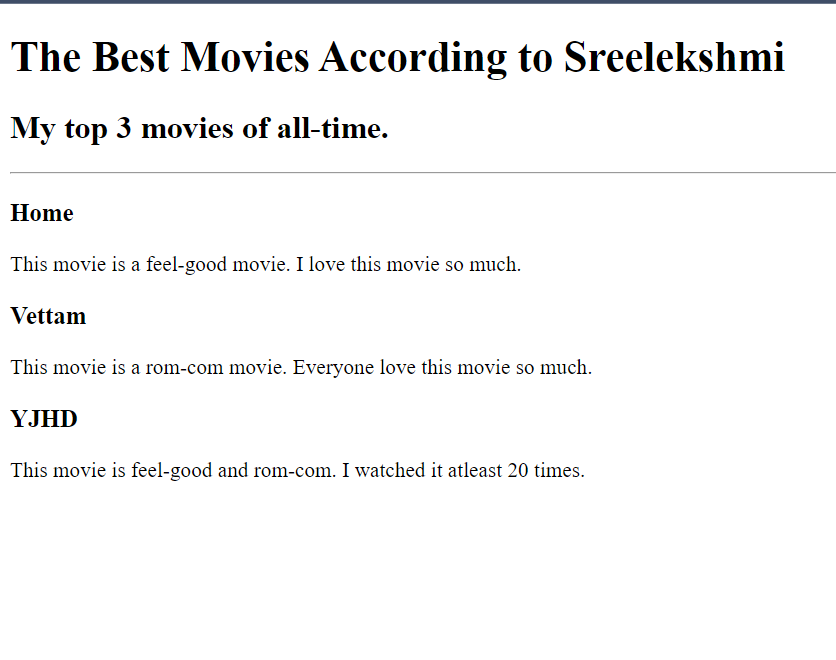 The Best Movies According to Sreelekshmi
My top 3 movies of all-time.
Home
This movie is a feel-good movie. I love this movie so much.
Vettam
This movie is a rom-com movie. Everyone love this movie so much.
YJHD
This movie is feel-good and rom-com. I watched it atleast 20 times.